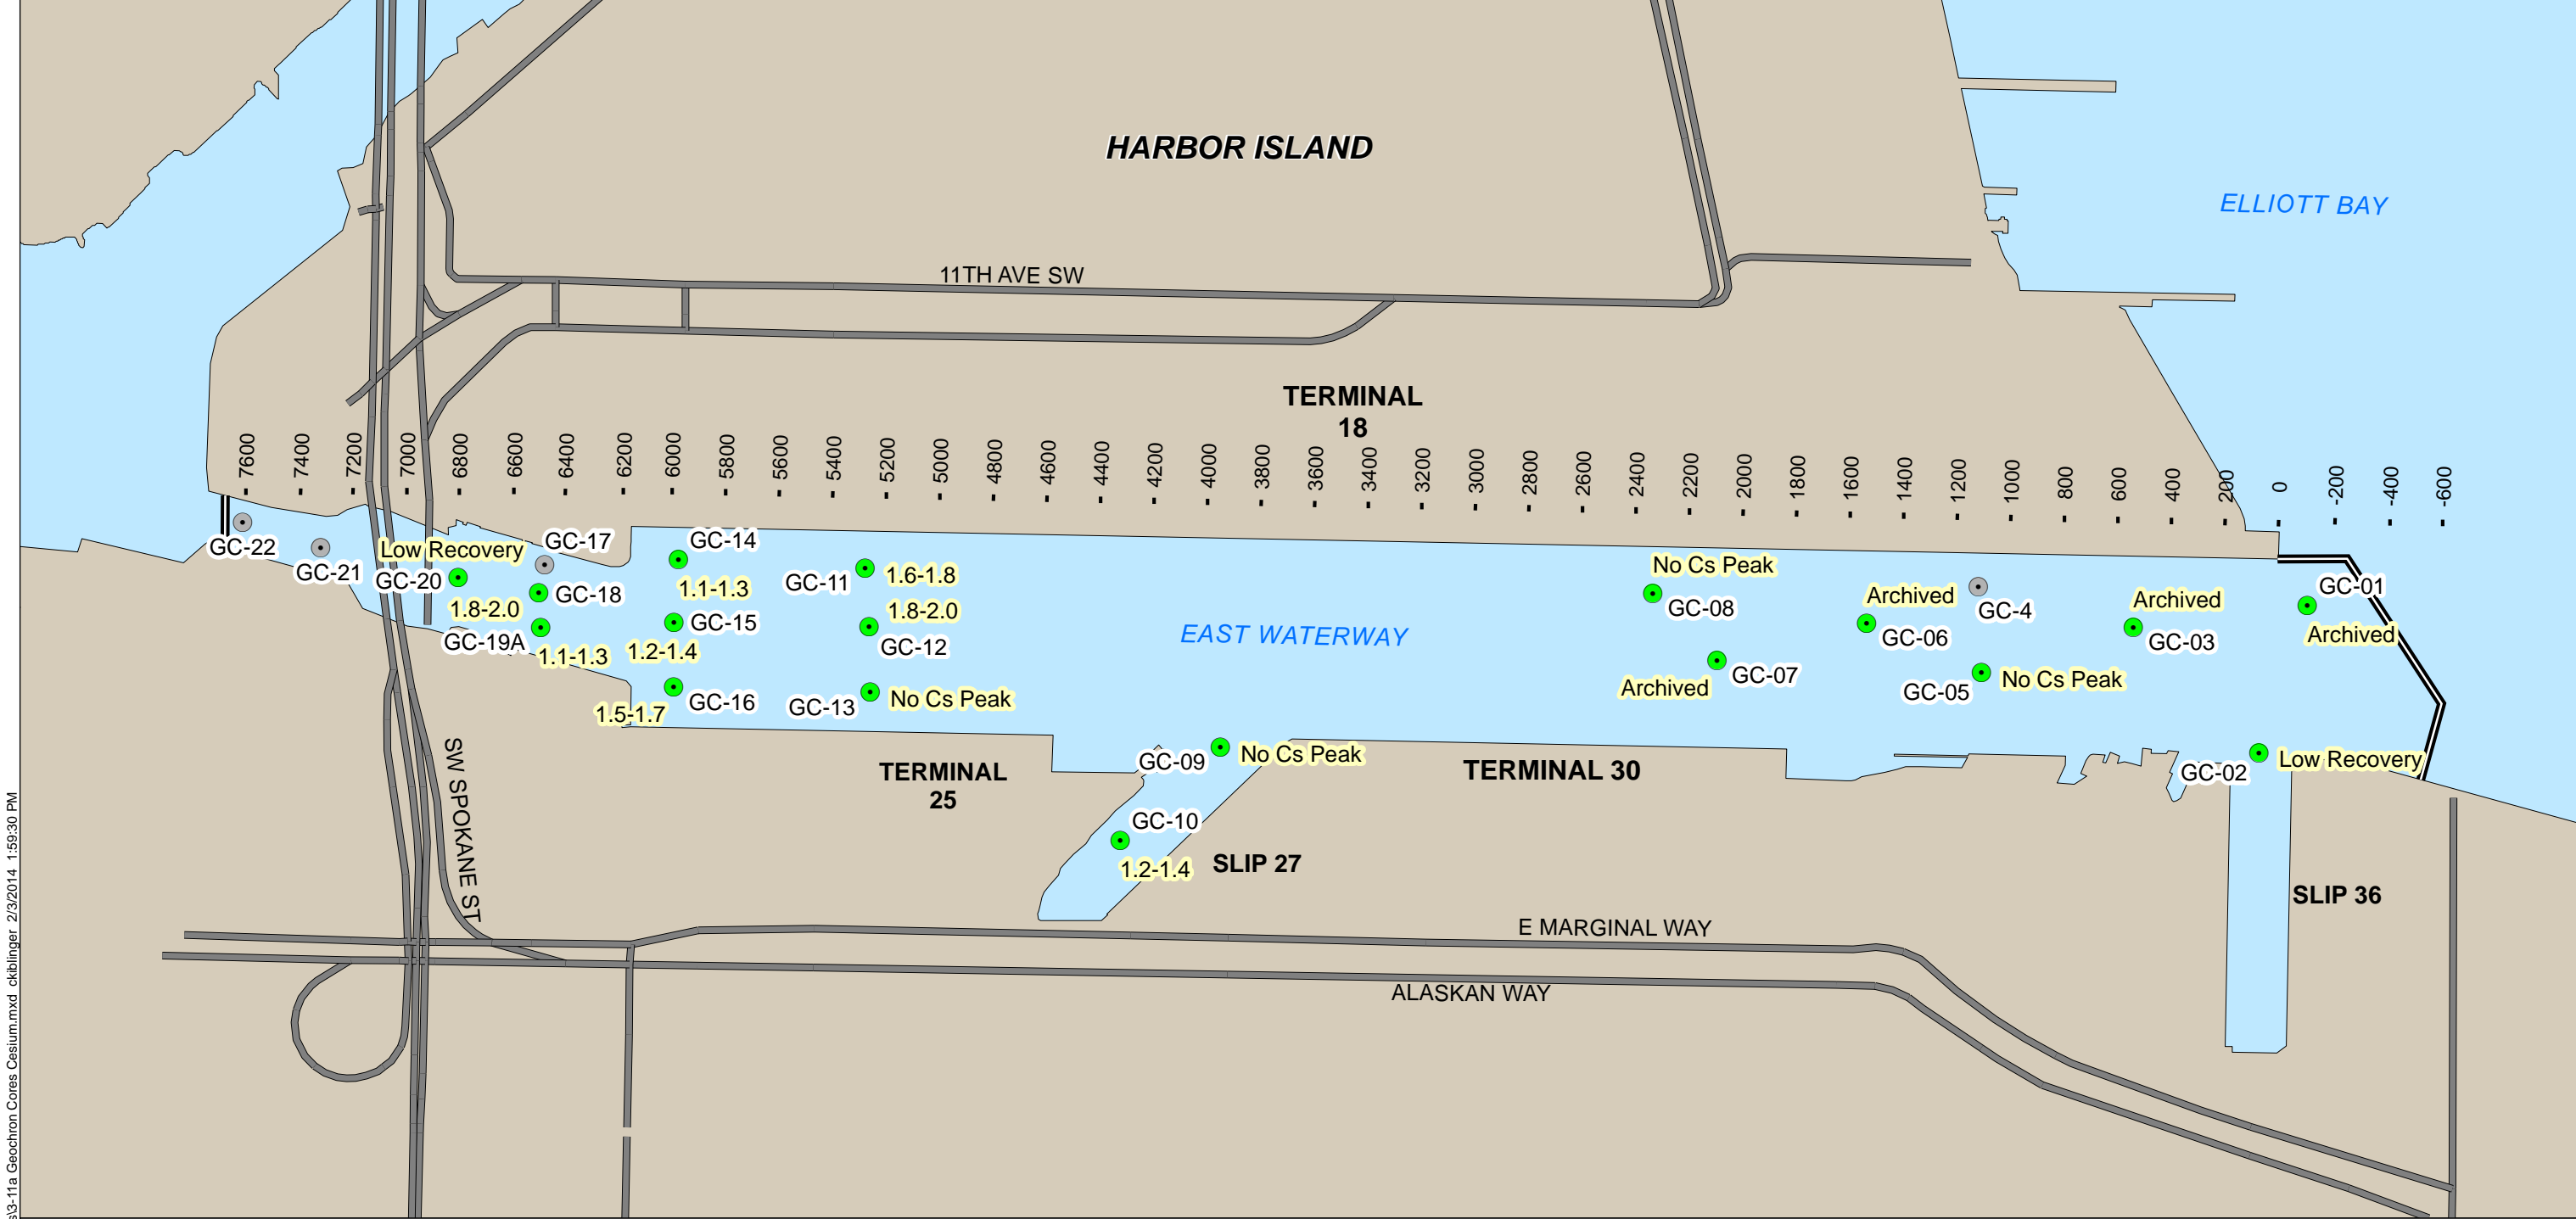 HARBOR ISLAND
ELLIOTT BAY
11TH AVE SW
TERMINAL
18
7600
7400
7200
7000
6800
6600
6400
6200
6000
5800
5600
5400
5200
5000
4800
4600
4400
4200
4000
3800
3600
3400
3200
3000
2800
2600
2400
2200
2000
1800
1600
1400
1200
1000
800
600
400
200
0
-200
-400
-600
GC-22
GC-21
Low Recovery
GC-20
GC-17
GC-18
1.8-2.0
GC-19A
1.1-1.3
GC-14
1.1-1.3
GC-15
1.2-1.4
GC-16
1.5-1.7
GC-11
1.6-1.8
1.8-2.0
GC-12
GC-13
No Cs Peak
EAST WATERWAY
No Cs Peak
GC-08
Archived
GC-07
Archived
GC-06
GC-4
GC-05
No Cs Peak
Archived
GC-03
GC-01
Archived
GC-02
Low Recovery
GC-09
No Cs Peak
GC-10
1.2-1.4
SLIP 27
TERMINAL
25
TERMINAL 30
SLIP 36
SW SPOKANE ST
E MARGINAL WAY
ALASKAN WAY
s\3-11a Geochron Cores Cesium.mxd ckiblinger 2/3/2014 1:59:30 PM